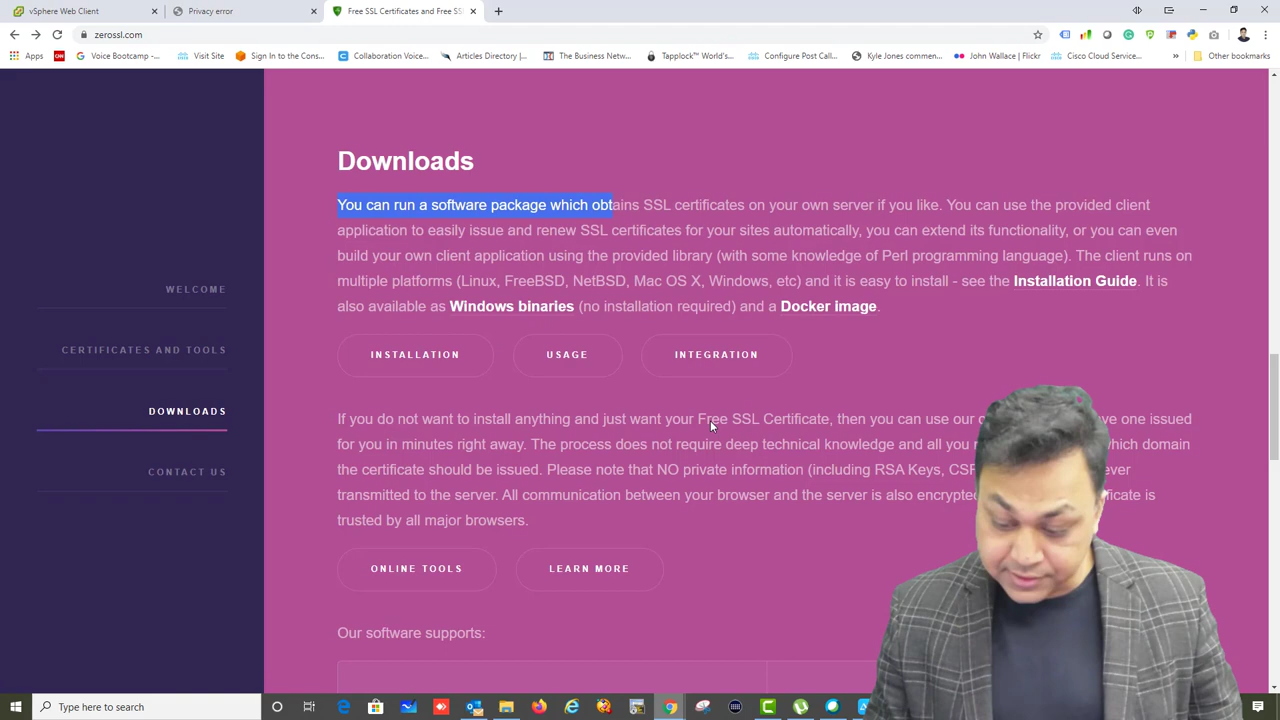 vSphere Web Client
Privacy error
Free SSL Certificates and Free SS
zerossl.com
Apps
Voice Bootcamp -...
Visit Site
Sign In to the Cons...
Collaboration Voice...
Articles Directory |...
The Business Netw...
Tapplock™ World's...
Configure Post Call...
Kyle Jones commen...
John Wallace | Flickr
Cisco Cloud Service...
»
Other bookmarks
WELCOME
CERTIFICATES AND TOOLS
DOWNLOADS
CONTACT US
Downloads
You can run a software package which obtains SSL certificates on your own server if you like. You can use the provided client
application to easily issue and renew SSL certificates for your sites automatically, you can extend its functionality, or you can even
build your own client application using the provided library (with some knowledge of Perl programming language). The client runs on
multiple platforms (Linux, FreeBSD, NetBSD, Mac OS X, Windows, etc) and it is easy to install - see the Installation Guide. It is
also available as Windows binaries (no installation required) and a Docker image.
INSTALLATION
USAGE
INTEGRATION
If you do not want to install anything and just want your Free SSL Certificate, then you can use our one issued
for you in minutes right away. The process does not require deep technical knowledge and all you which domain
the certificate should be issued. Please note that NO private information (including RSA Keys, ever
transmitted to the server. All communication between your browser and the server is also encrypted is
trusted by all major browsers.
ONLINE TOOLS
LEARN MORE
Our software supports:
Type here to search